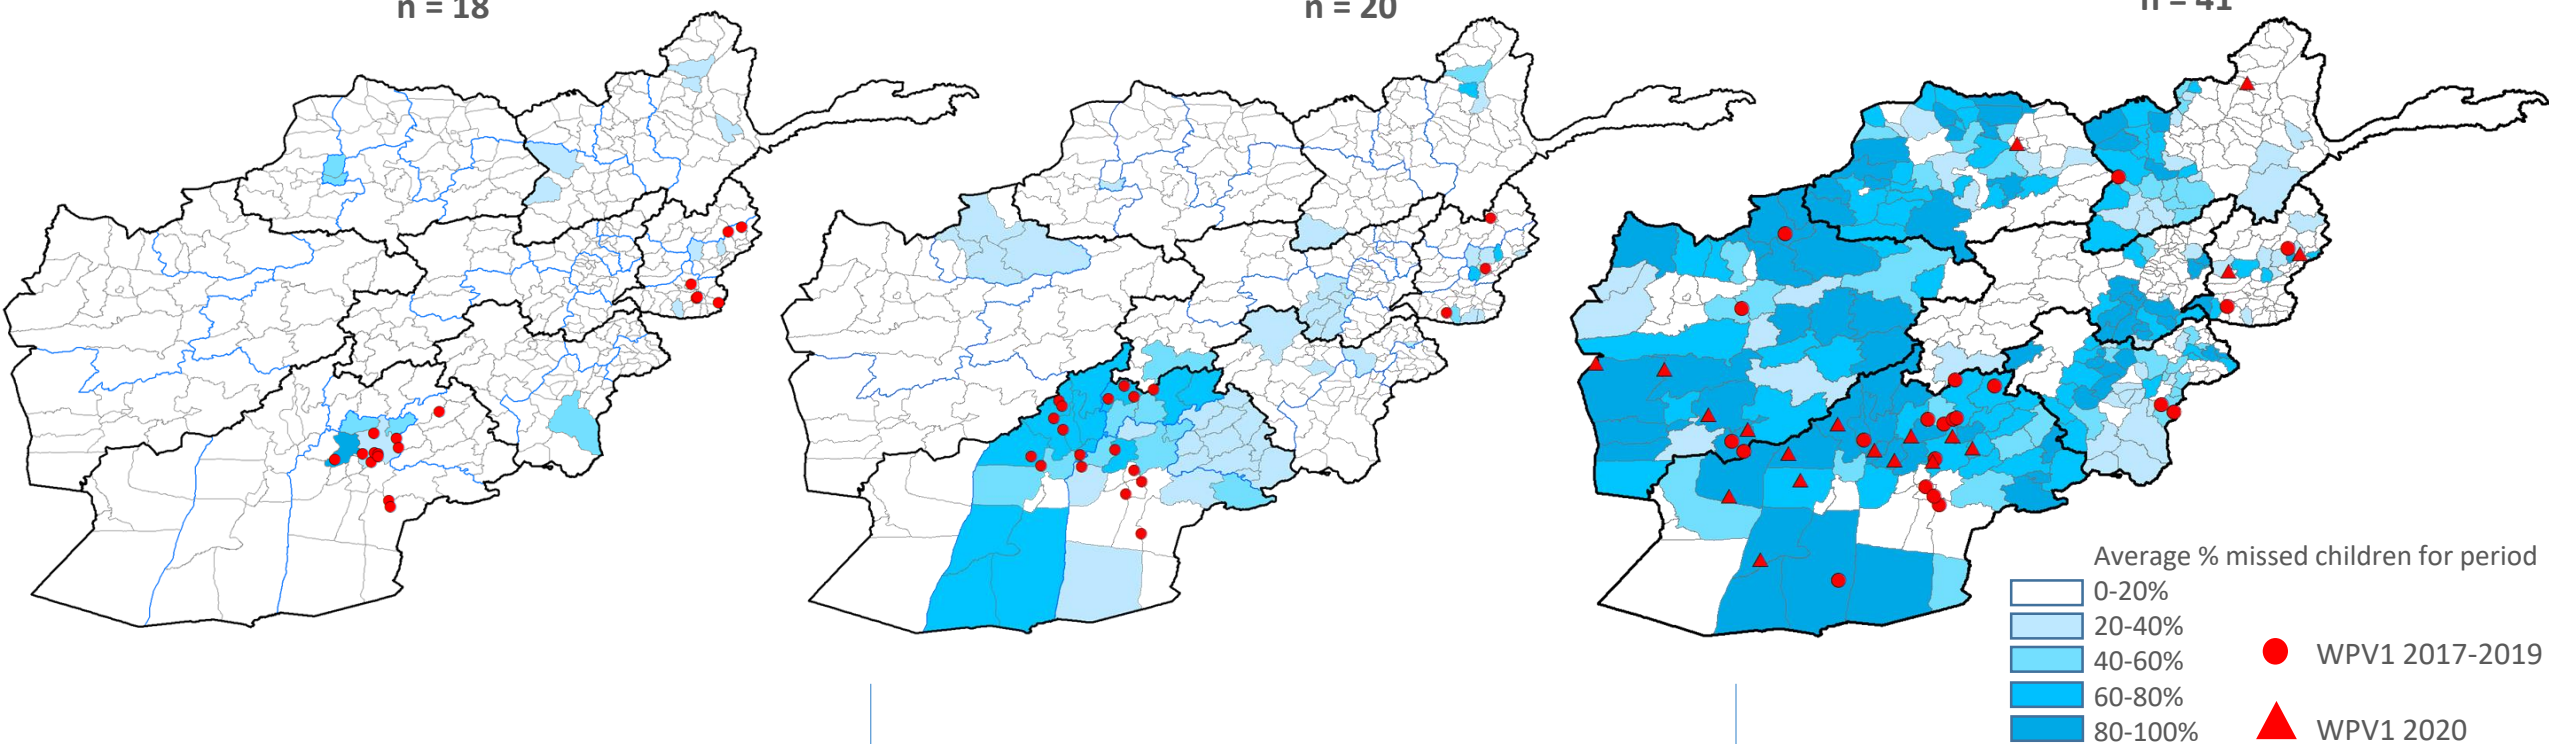 n = 18
n = 20
n = 41
Average % missed children for period
0-20%
20-40%
40-60%
60-80%
80-100%
WPV1 2017-2019
WPV1 2020